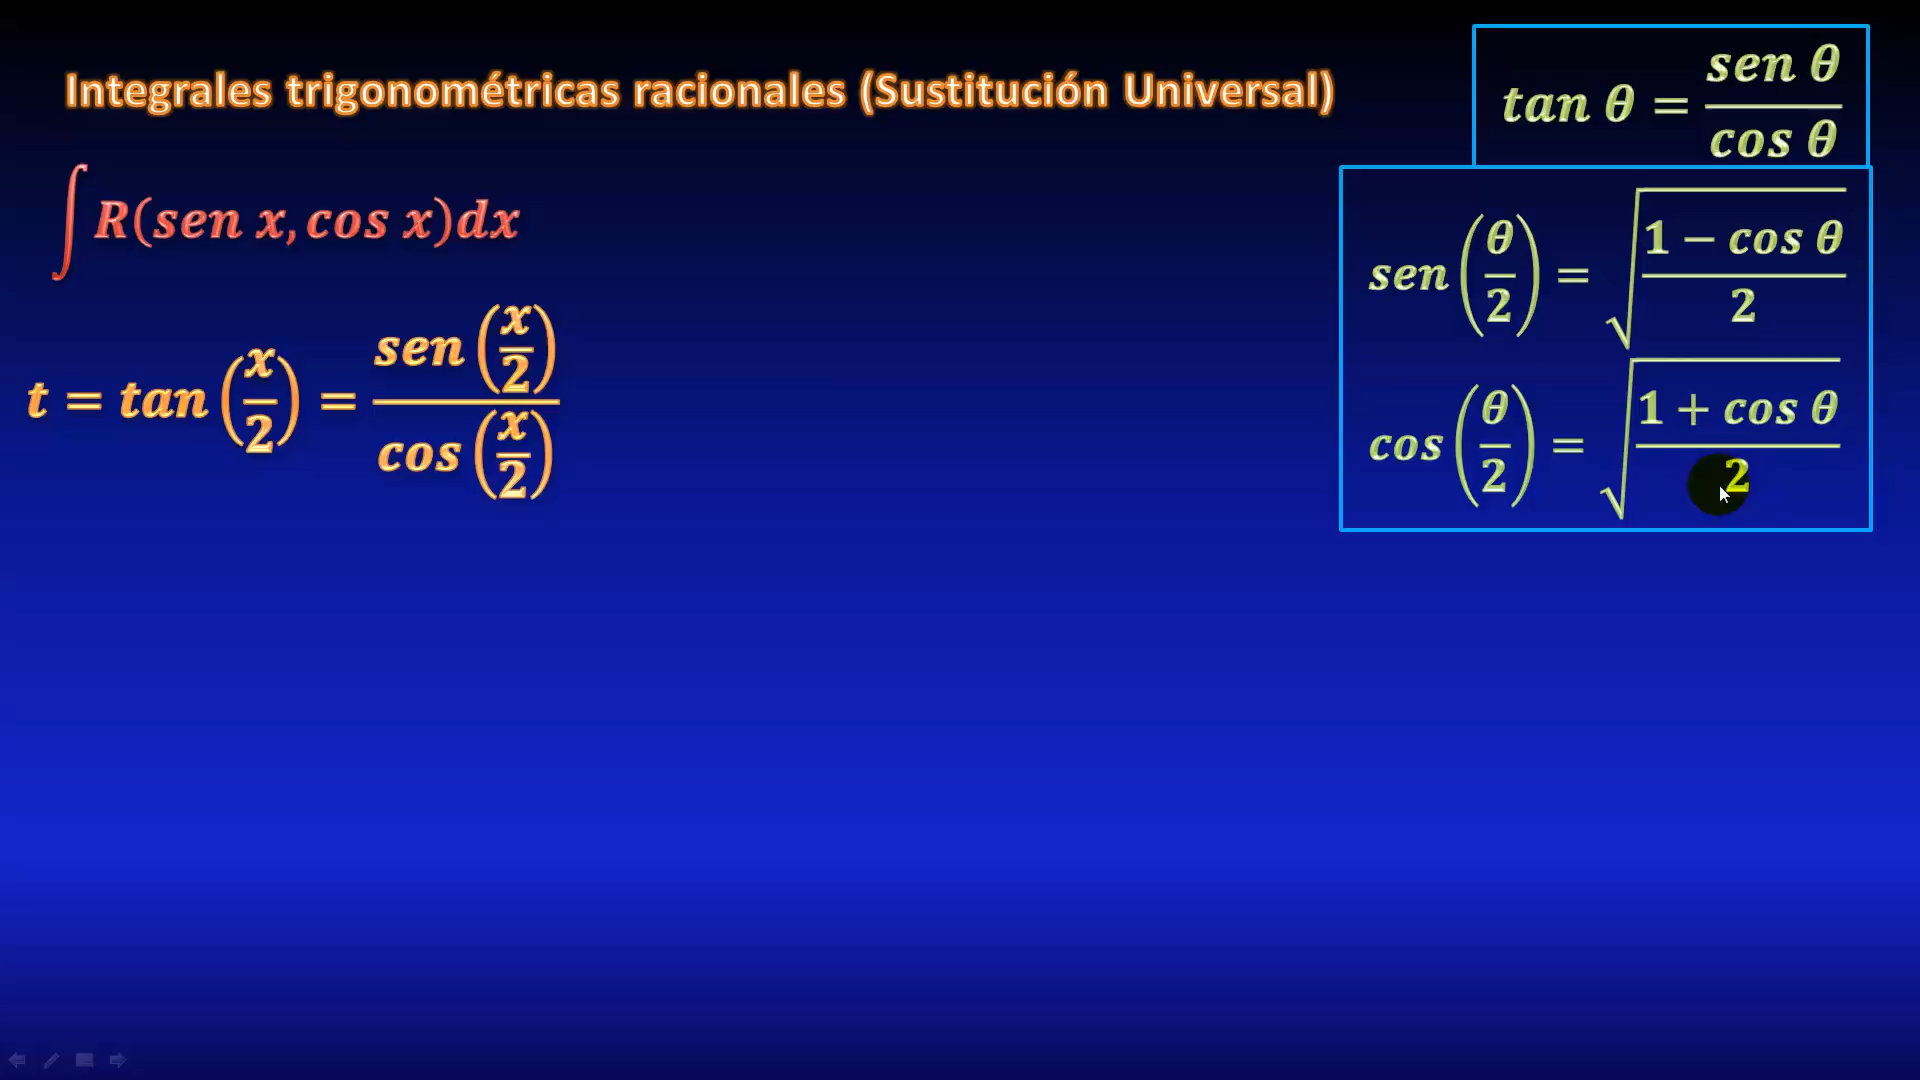 Integrales trigonométricas racionales (Sustitución Universal)
tan θ = sen θ / cos θ
∫ R(sen x, cos x)dx
sen(θ/2) = √((1 − cos θ)/2)
t = tan(x/2) = sen(x/2) / cos(x/2)
cos(θ/2) = √((1 + cos θ)/2)